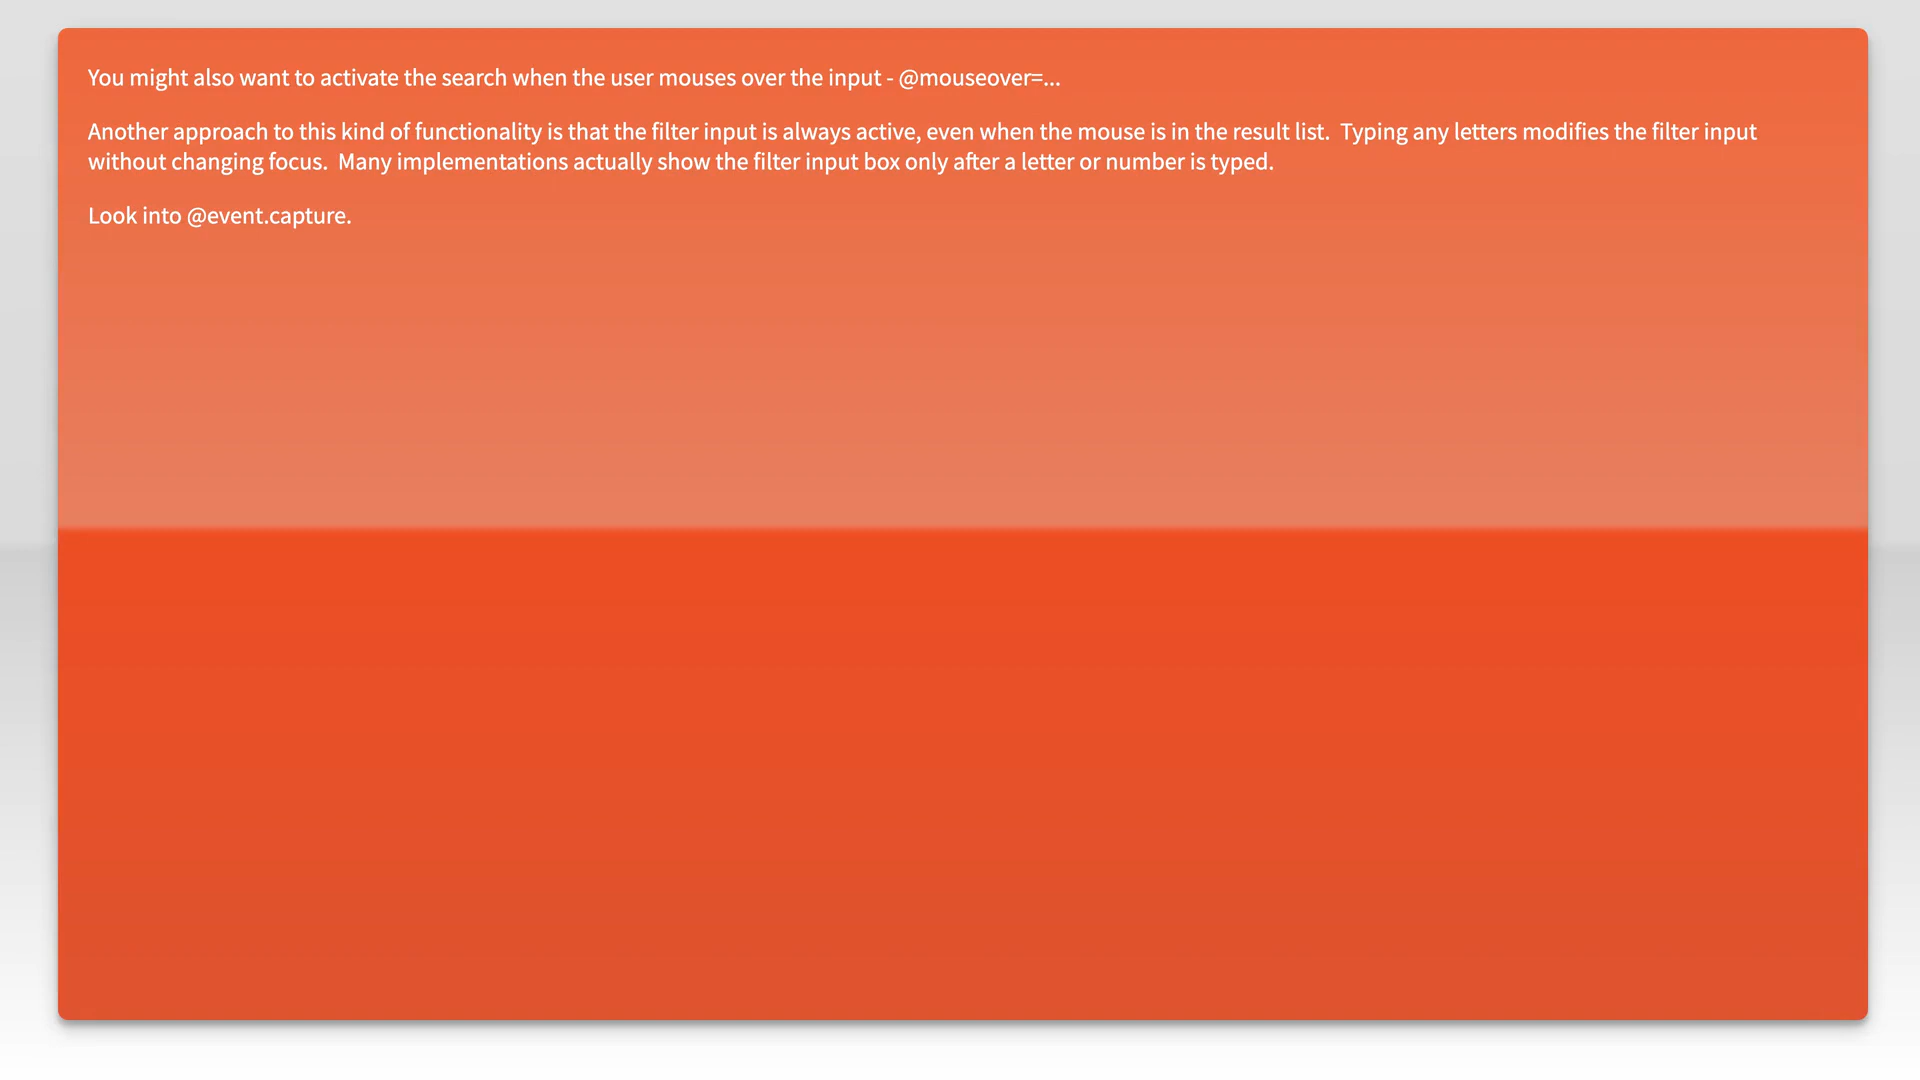 You might also want to activate the search when the user mouses over the input - @mouseover=...
Another approach to this kind of functionality is that the filter input is always active, even when the mouse is in the result list.  Typing any letters modifies the filter input
without changing focus.  Many implementations actually show the filter input box only after a letter or number is typed.
Look into @event.capture.